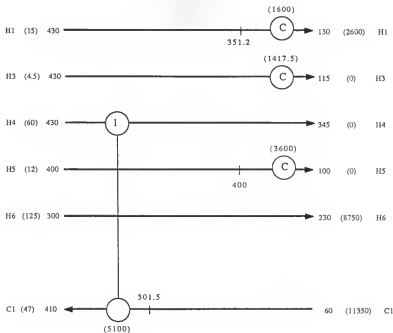 (1600)
H1 (15) 430 C 150 (2600) H1
351.2
(1417.5)
H3 (4.5) 430 C 115 (0) H3
H4 (60) 430 1 345 (0) H4
(3600)
H5 (12) 400 C 100 (0) H5
400
H6 (125) 300 230 (8750) H6
301.5
C1 (47) 410 60 (11350) C1
(5100)